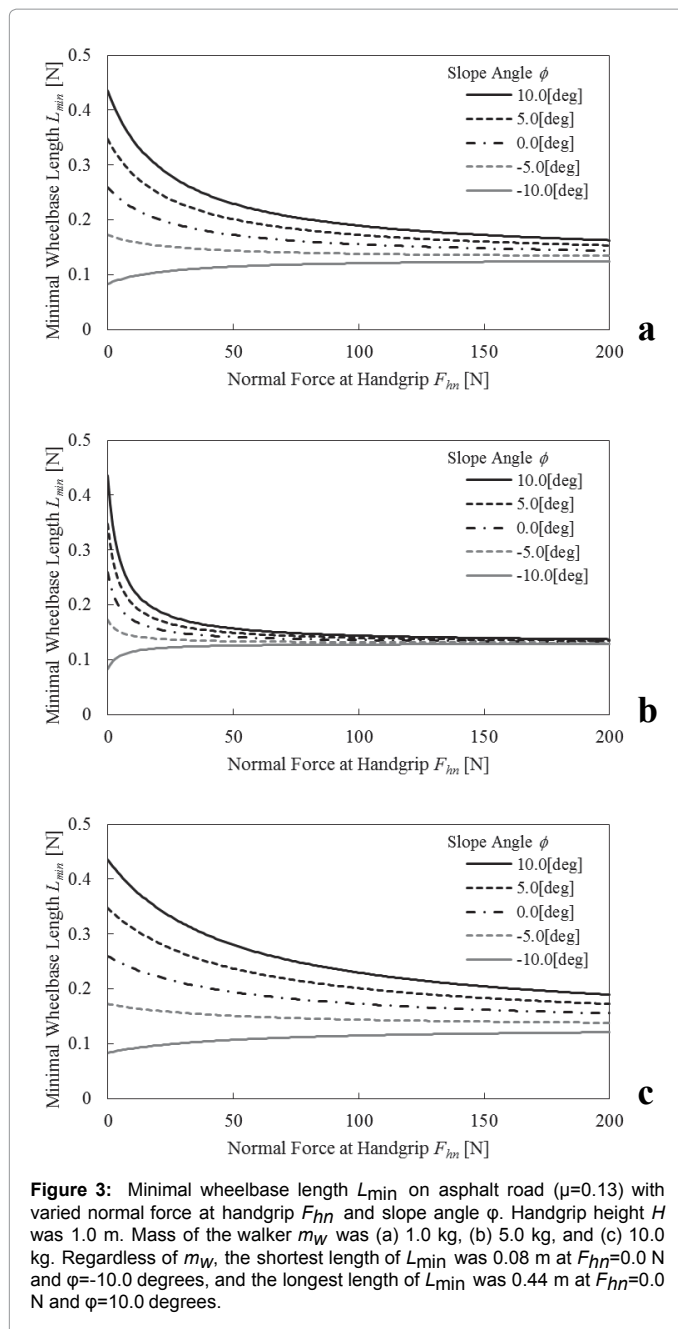 0.5
Slope Angle ϕ
10.0[deg]
0.4
5.0[deg]
0.0[deg]
0.3
-5.0[deg]
-10.0[deg]
0.2
0.1
0
Minimal Wheelbase Length Lmin [N]
0 50 100 150 200
Normal Force at Handgrip Fhn [N]
a
0.5
Slope Angle ϕ
10.0[deg]
0.4
5.0[deg]
0.0[deg]
0.3
-5.0[deg]
-10.0[deg]
0.2
0.1
0
Minimal Wheelbase Length Lmin [N]
0 50 100 150 200
Normal Force at Handgrip Fhn [N]
b
0.5
Slope Angle ϕ
10.0[deg]
0.4
5.0[deg]
0.0[deg]
0.3
-5.0[deg]
-10.0[deg]
0.2
0.1
0
Minimal Wheelbase Length Lmin [N]
0 50 100 150 200
Normal Force at Handgrip Fhn [N]
c
Figure 3: Minimal wheelbase length Lmin on asphalt road (μ=0.13) with
varied normal force at handgrip Fhn and slope angle φ. Handgrip height H
was 1.0 m. Mass of the walker mw was (a) 1.0 kg, (b) 5.0 kg, and (c) 10.0
kg. Regardless of mw, the shortest length of Lmin was 0.08 m at Fhn=0.0 N
and φ=-10.0 degrees, and the longest length of Lmin was 0.44 m at Fhn=0.0
N and φ=10.0 degrees.